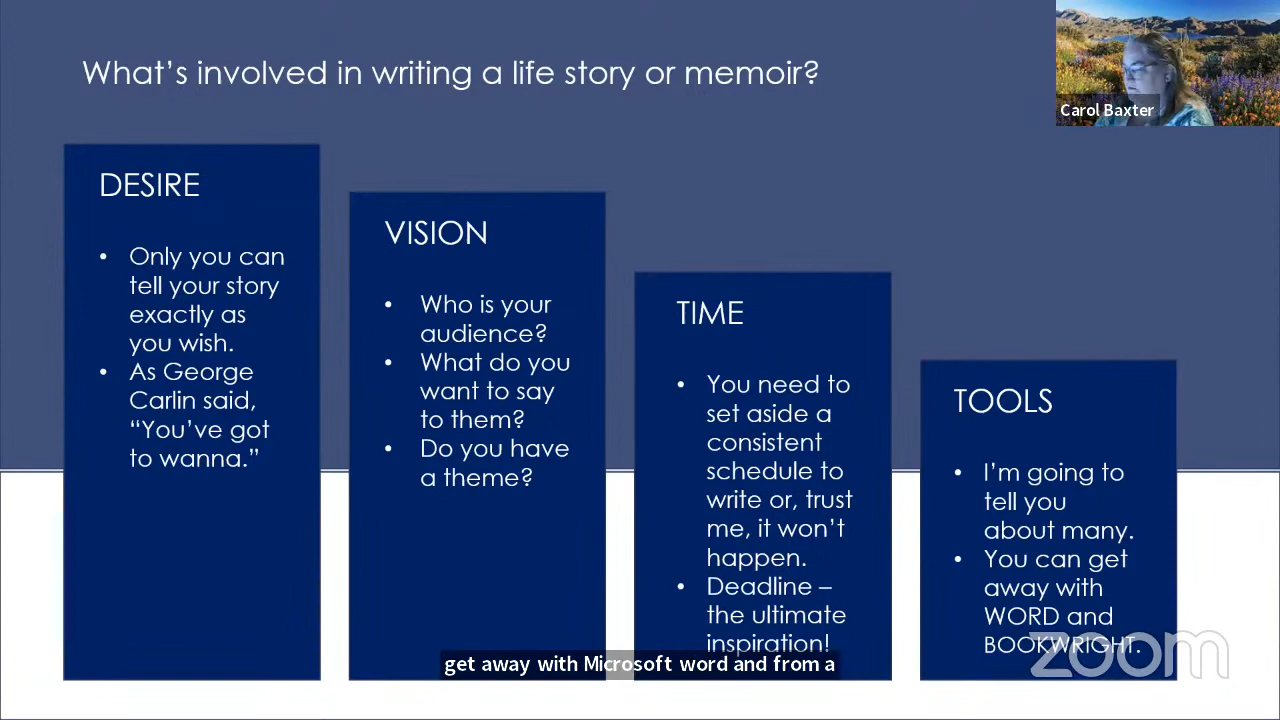 What's involved in writing a life story or memoir?
Carol Baxter
DESIRE
• Only you can
tell your story
exactly as
you wish.
• As George
Carlin said,
“You've got
to wanna.”
VISION
• Who is your
audience?
• What do you
want to say
to them?
• Do you have
a theme?
TIME
• You need to
set aside a
consistent
schedule to
write or, trust
me, it won't
happen.
• Deadline –
the ultimate
inspiration!
TOOLS
• I'm going to
tell you
about many.
• You can get
away with
WORD and
BOOKWRIGHT.
get away with Microsoft word and from a
zoom